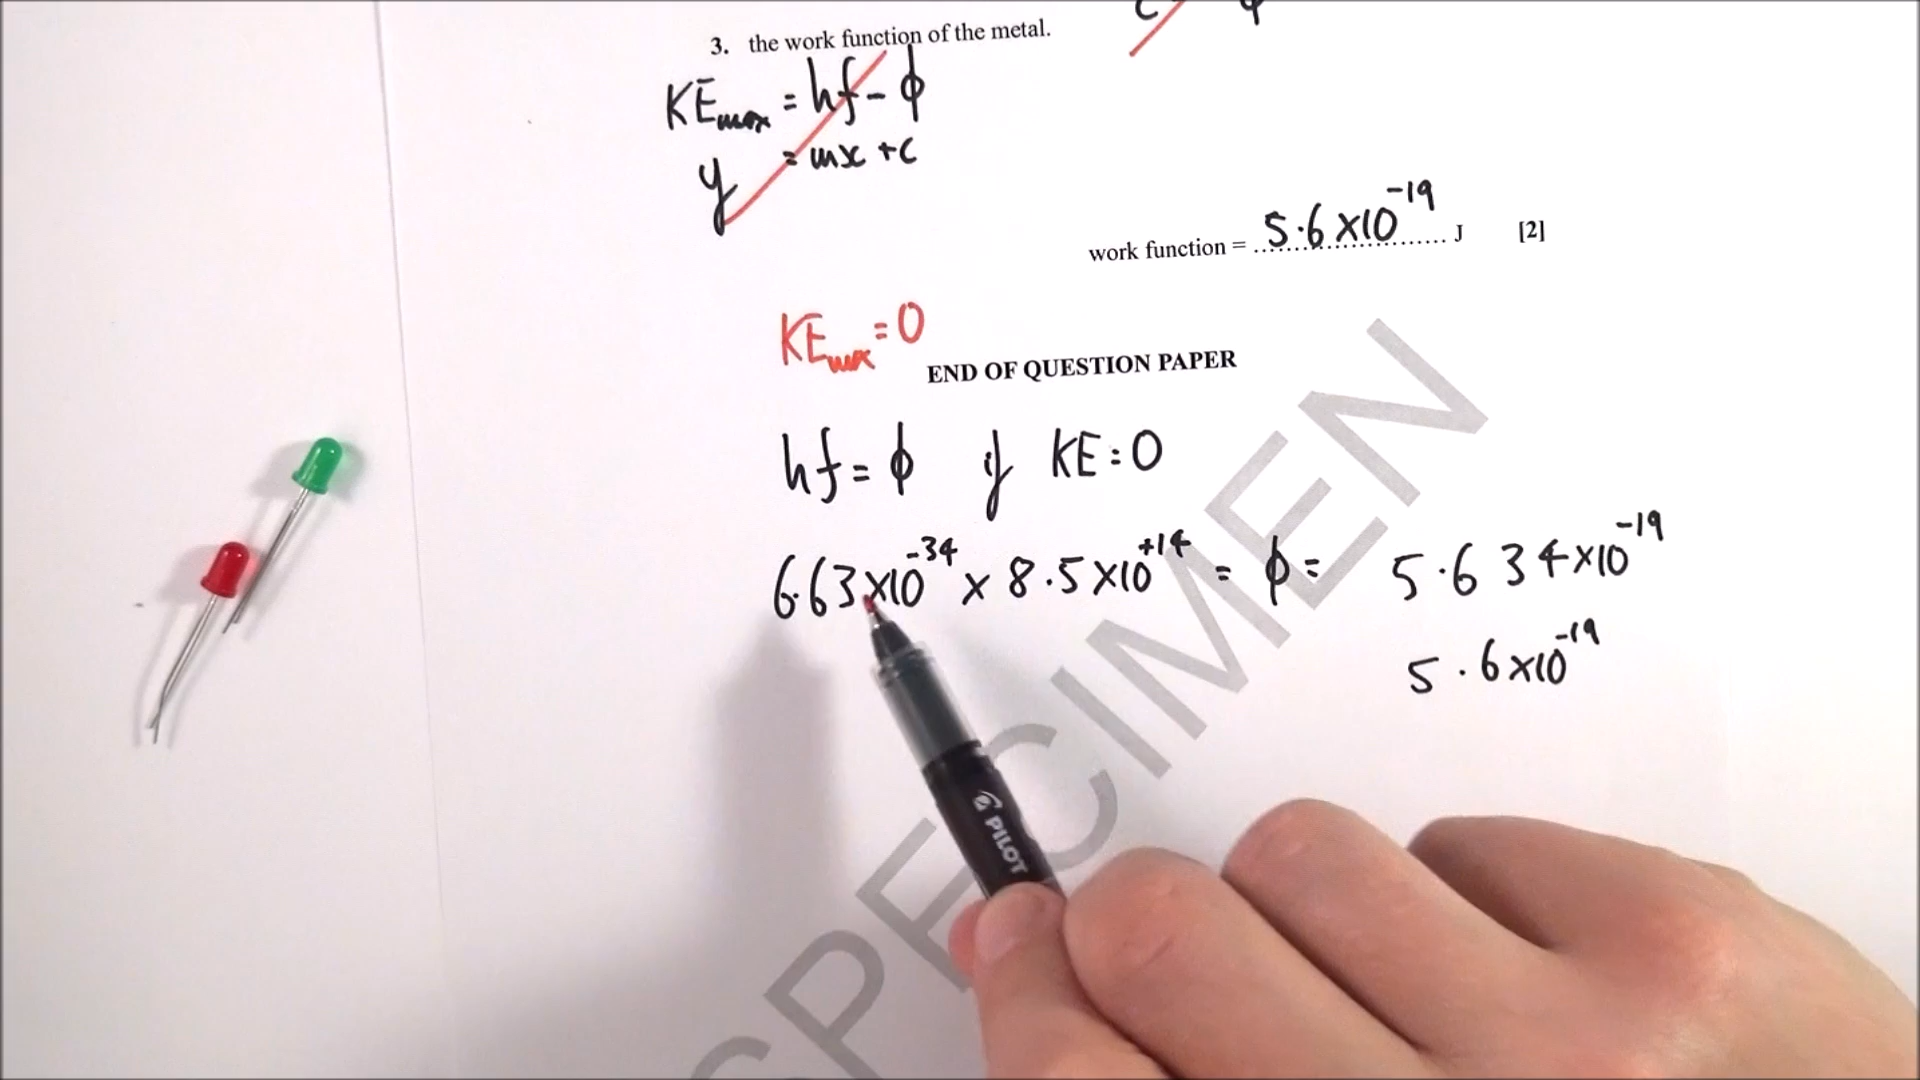 3. the work function of the metal.
KEmax = hf - ϕ
y = mx + c
work function = 5.6 x10^-19 J [2]
KEmax = 0
END OF QUESTION PAPER
hf = ϕ if KE = 0
6.63 x10^-34 x 8.5 x10^+14 = ϕ = 5.634 x10^-19
5.6 x10^-19
SPECIMEN
PILOT